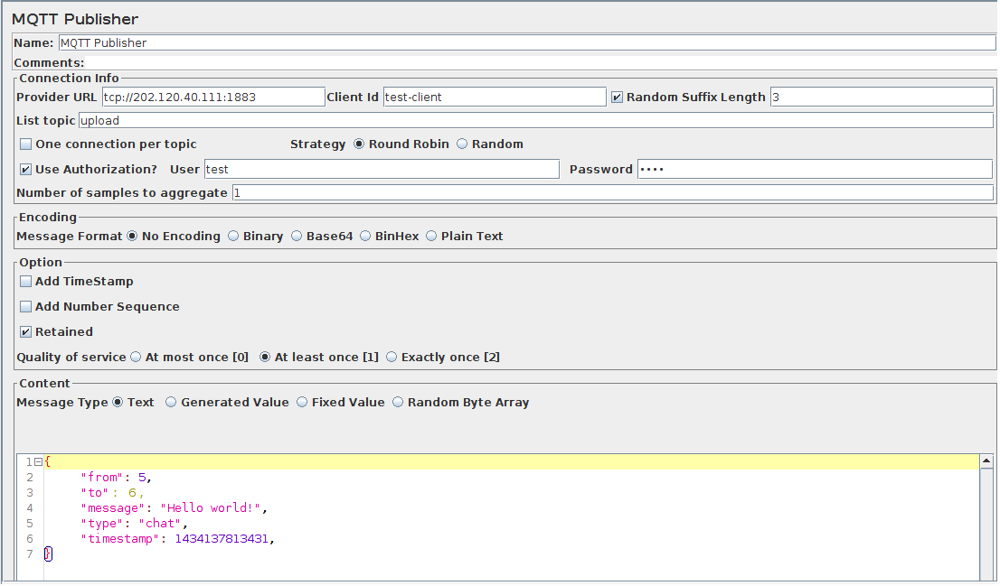 MQTT Publisher
Name: MQTT Publisher
Comments:
Connection Info
Provider URL tcp://202.120.40.111:1883 Client Id test-client Random Suffix Length 3
List topic upload
One connection per topic Strategy Round Robin Random
Use Authorization? User test Password ••••
Number of samples to aggregate 1
Encoding
Message Format No Encoding Binary Base64 BinHex Plain Text
Option
Add TimeStamp
Add Number Sequence
Retained
Quality of service At most once [0] At least once [1] Exactly once [2]
Content
Message Type Text Generated Value Fixed Value Random Byte Array
1 {
2 "from": 5,
3 "to": 6,
4 "message": "Hello world!",
5 "type": "chat",
6 "timestamp": 1434137813431,
7 }